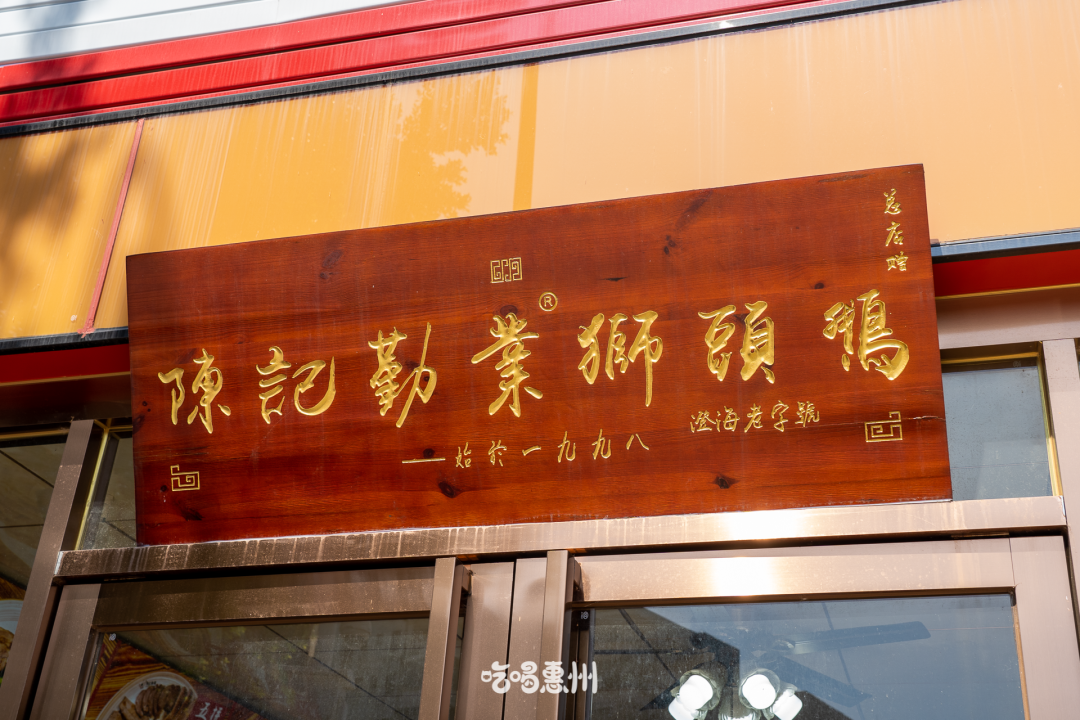 總店贈
陳記勤業®獅頭鵝
澄海老字號
——始於一九九八
吃喝惠州